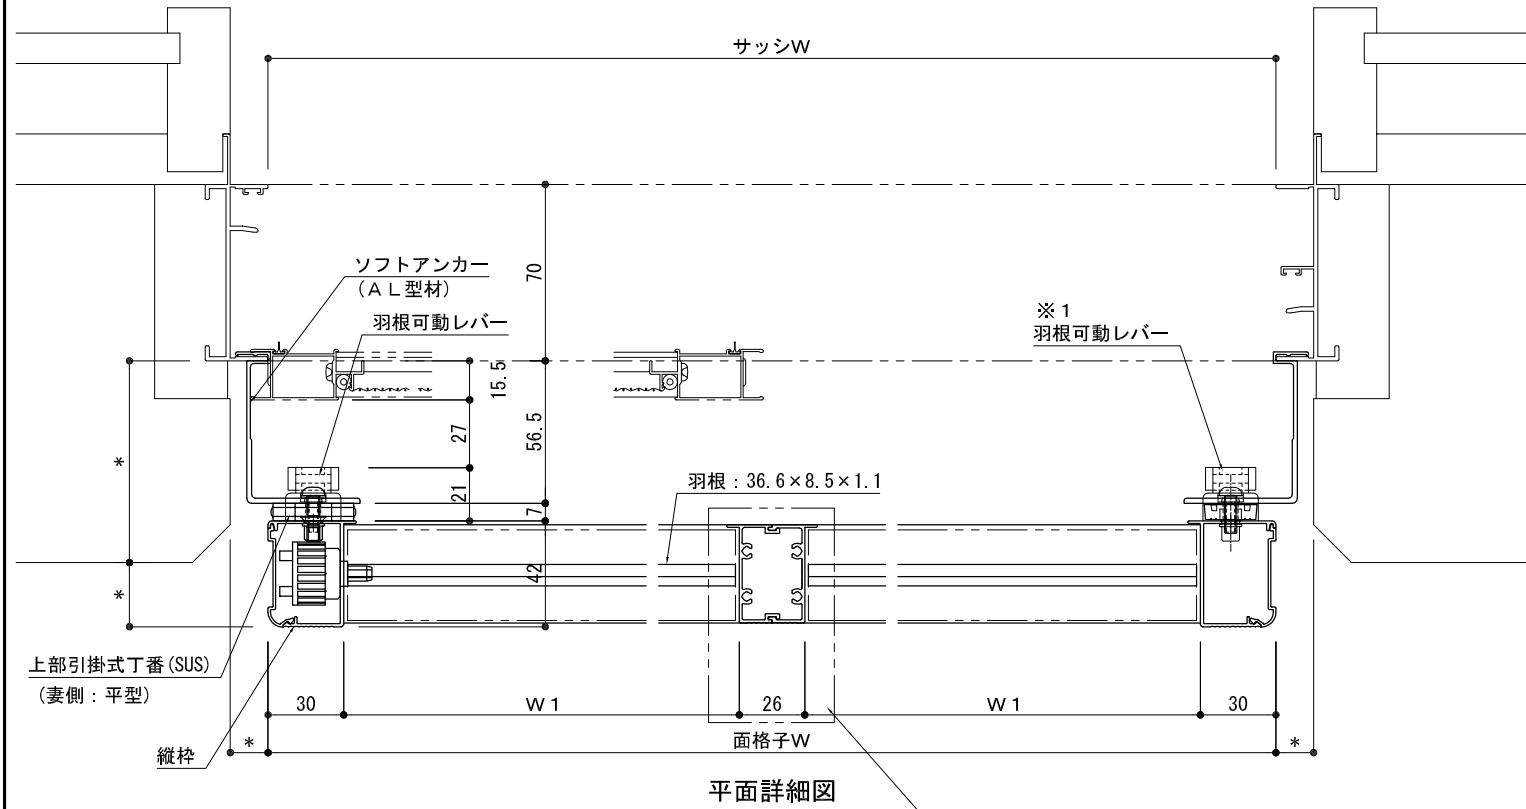 サッシW
70
ソフトアンカー
(AL型材)
羽根可動レバー
※1
羽根可動レバー
15.5
56.5
27
21
7
42
*
*
羽根：36.6×8.5×1.1
上部引掛式丁番(SUS)
(妻側：平型)
縦枠
30
W1
26
W1
30
*
面格子W
*
平面詳細図